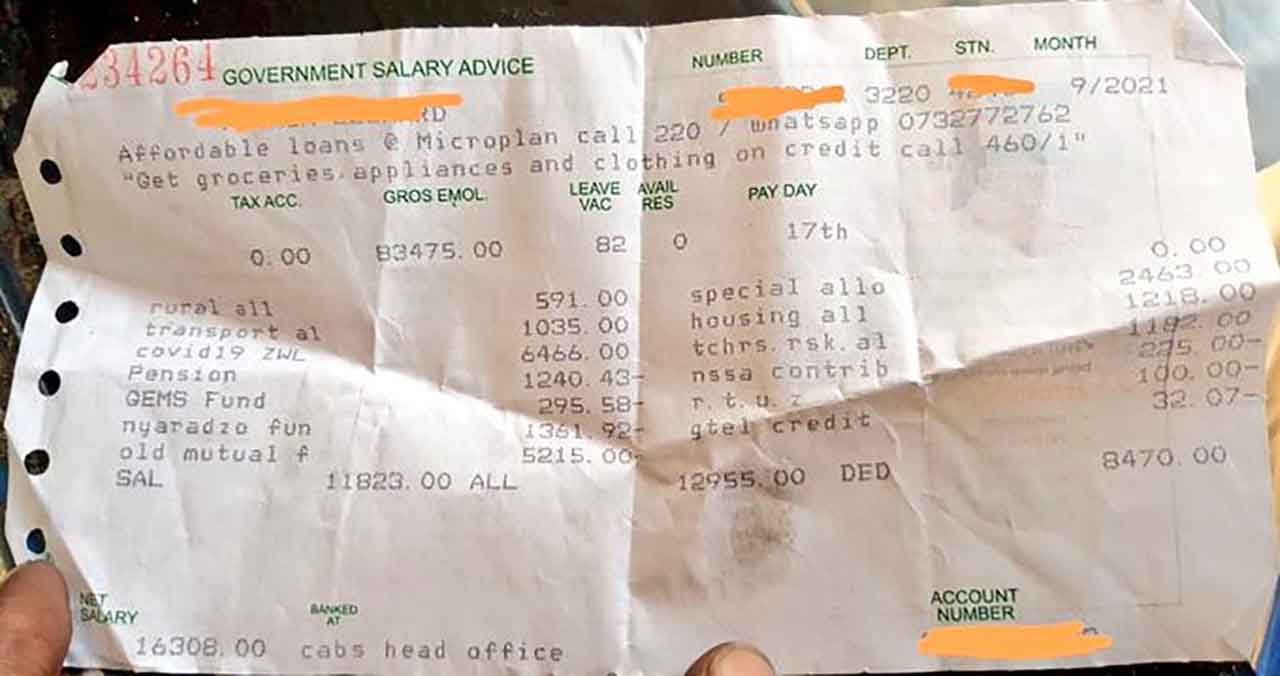 234264 GOVERNMENT SALARY ADVICE NUMBER DEPT. STN. MONTH
RD 3220 9/2021
Affordable loans @ Microplan call 220 / whatsapp 0732772762
"Get groceries appliances and clothing on credit call 460/1"
TAX ACC. GROS EMOL. LEAVE AVAIL PAY DAY
VAC RES
0.00 83475.00 82 0 17th
0.00
rural all 591.00 special allo 2463.00
transport al 1035.00 housing all 1218.00
covid19 ZWL 6466.00 tchrs.rsk.al 1182.00
Pension 1240.43- nssa contrib 225.00-
GEMS Fund 295.58- r.t.u.z 100.00-
nyaradzo fun 1361.92- gtel credit 32.07-
old mutual f 5215.00-
SAL 11823.00 ALL 12955.00 DED 8470.00
NET BANKED ACCOUNT
SALARY AT NUMBER
16308.00 cabs head office